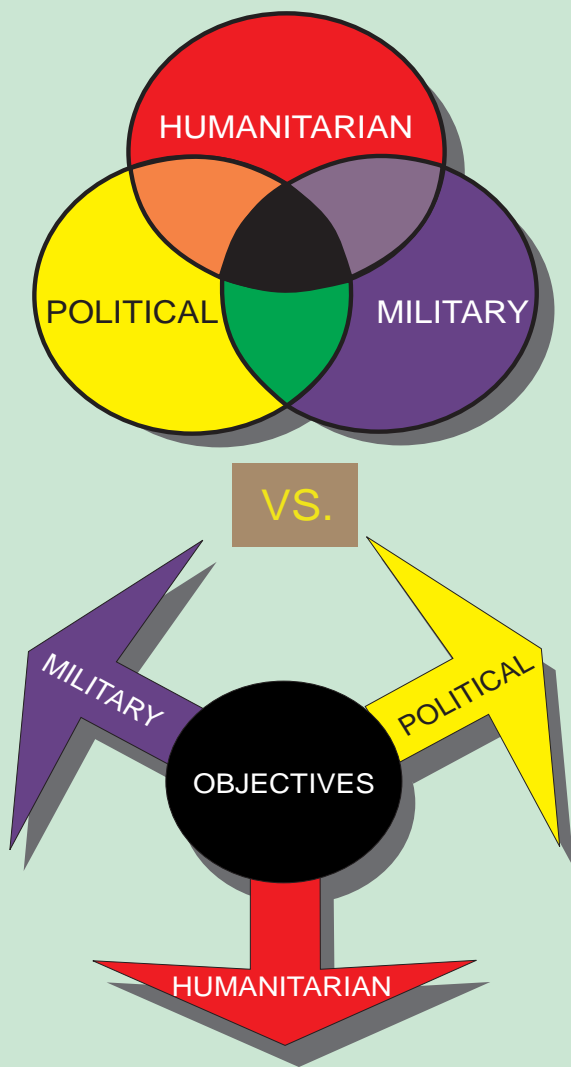 HUMANITARIAN
POLITICAL
MILITARY
VS.
MILITARY
POLITICAL
OBJECTIVES
HUMANITARIAN